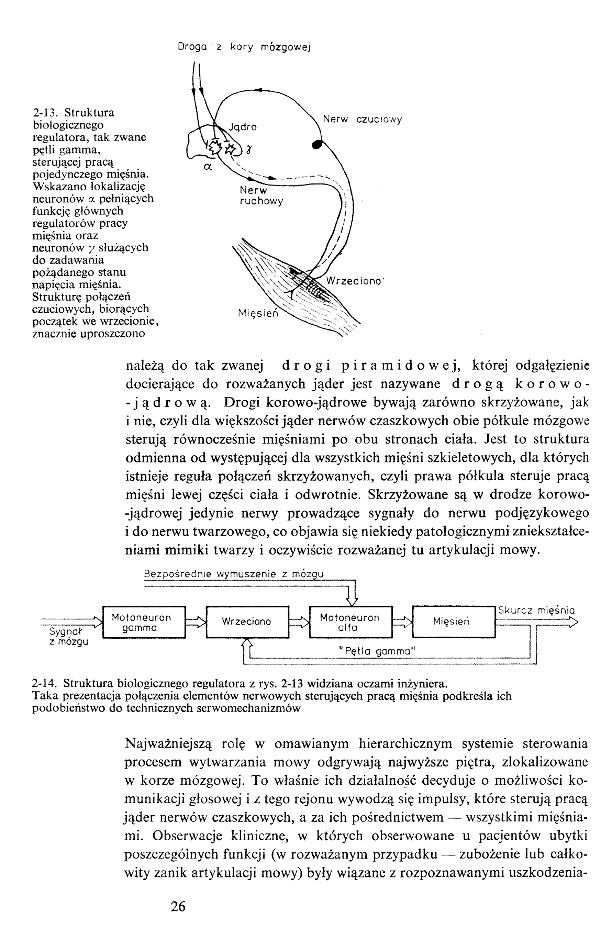 Droga z kory mózgowej
2-13. Struktura
biologicznego
regulatora, tak zwane
pętli gamma,
sterującej pracą
pojedynczego mięśnia.
Wskazano lokalizację
neuronów α pełniących
funkcję głównych
regulatorów pracy
mięśnia oraz
neuronów γ służących
do zadawania
pożądanego stanu
napięcia mięśnia.
Strukturę połączeń
czuciowych, biorących
początek we wrzecionie,
znacznie uproszczono
Nerw czuciowy
Jądro
γ
α
Nerw
ruchowy
Wrzeciono
Mięsień
należą do tak zwanej drogi piramidowej, której odgałęzienie
docierające do rozważanych jąder jest nazywane drogą korowo-
-jądrową. Drogi korowo-jądrowe bywają zarówno skrzyżowane, jak
i nie, czyli dla większości jąder nerwów czaszkowych obie półkule mózgowe
sterują równocześnie mięśniami po obu stronach ciała. Jest to struktura
odmienna od występującej dla wszystkich mięśni szkieletowych, dla których
istnieje reguła połączeń skrzyżowanych, czyli prawa półkula steruje pracą
mięśni lewej części ciała i odwrotnie. Skrzyżowane są w drodze korowo-
-jądrowej jedynie nerwy prowadzące sygnały do nerwu podjęzykowego
i do nerwu twarzowego, co objawia się niekiedy patologicznymi zniekształce-
niami mimiki twarzy i oczywiście rozważanej tu artykulacji mowy.
Bezpośrednie wymuszenie z mózgu
Sygnał
z mózgu
Motoneuron
gamma
Wrzeciono
Motoneuron
alfa
Mięsień
Skurcz mięśnia
"Pętla gamma"
2-14. Struktura biologicznego regulatora z rys. 2-13 widziana oczami inżyniera.
Taka prezentacja połączenia elementów nerwowych sterujących pracą mięśnia podkreśla ich
podobieństwo do technicznych serwomechanizmów
Najważniejszą rolę w omawianym hierarchicznym systemie sterowania
procesem wytwarzania mowy odgrywają najwyższe piętra, zlokalizowane
w korze mózgowej. To właśnie ich działalność decyduje o możliwości ko-
munikacji głosowej i z tego rejonu wywodzą się impulsy, które sterują pracą
jąder nerwów czaszkowych, a za ich pośrednictwem — wszystkimi mięśnia-
mi. Obserwacje kliniczne, w których obserwowane u pacjentów ubytki
poszczególnych funkcji (w rozważanym przypadku — zubożenie lub całko-
wity zanik artykulacji mowy) były wiązane z rozpoznawanymi uszkodzenia-
26